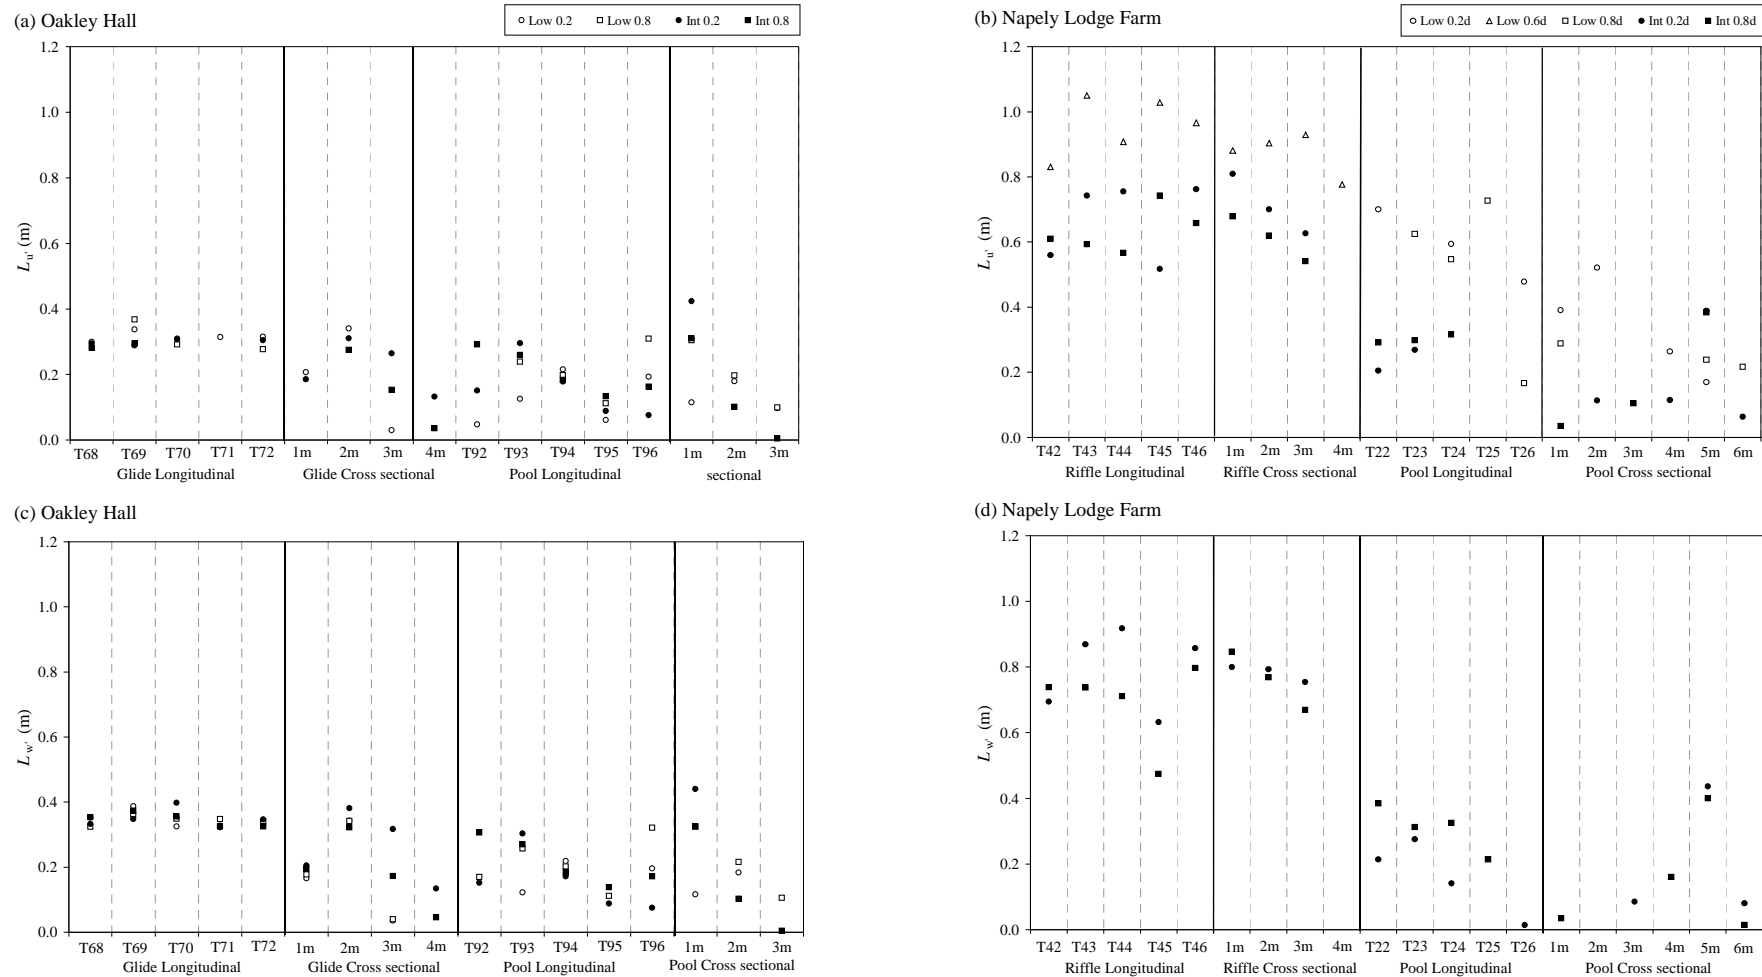 (a) Oakley Hall
Low 0.2 Low 0.8 Int 0.2 Int 0.8
1.2
1.0
0.8
0.6
0.4
0.2
0.0
L u' (m)
T68 T69 T70 T71 T72 1m 2m 3m 4m T92 T93 T94 T95 T96 1m 2m 3m
Glide Longitudinal Glide Cross sectional Pool Longitudinal sectional
(b) Napely Lodge Farm
Low 0.2d Low 0.6d Low 0.8d Int 0.2d Int 0.8d
1.2
1.0
0.8
0.6
0.4
0.2
0.0
L u' (m)
T42 T43 T44 T45 T46 1m 2m 3m 4m T22 T23 T24 T25 T26 1m 2m 3m 4m 5m 6m
Riffle Longitudinal Riffle Cross sectional Pool Longitudinal Pool Cross sectional
(c) Oakley Hall
1.2
1.0
0.8
0.6
0.4
0.2
0.0
L w' (m)
T68 T69 T70 T71 T72 1m 2m 3m 4m T92 T93 T94 T95 T96 1m 2m 3m
Glide Longitudinal Glide Cross sectional Pool Longitudinal Pool Cross sectional
(d) Napely Lodge Farm
1.2
1.0
0.8
0.6
0.4
0.2
0.0
L w' (m)
T42 T43 T44 T45 T46 1m 2m 3m 4m T22 T23 T24 T25 T26 1m 2m 3m 4m 5m 6m
Riffle Longitudinal Riffle Cross sectional Pool Longitudinal Pool Cross sectional